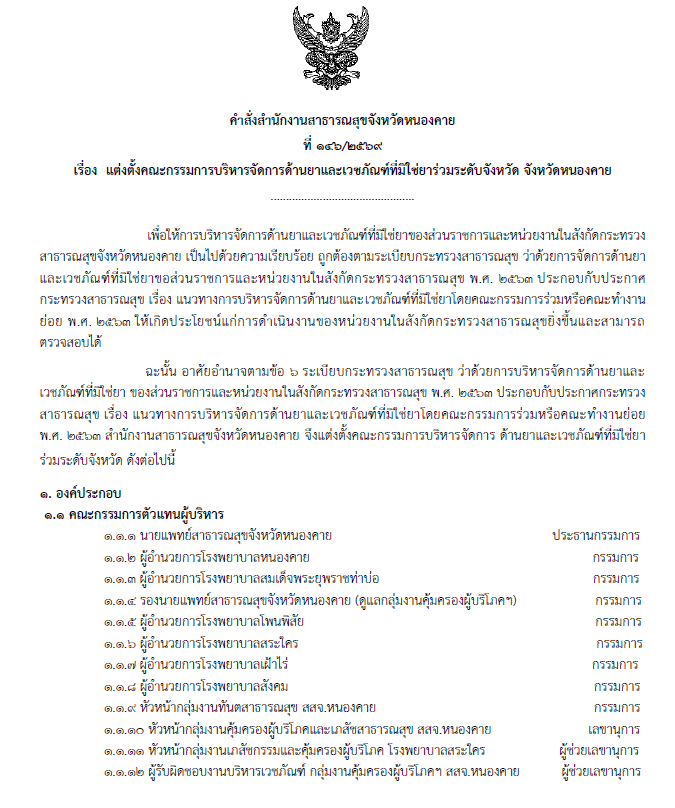 คำสั่งสำนักงานสาธารณสุขจังหวัดหนองคาย
ที่ ๑๔๖/๒๕๖๙
เรื่อง แต่งตั้งคณะกรรมการบริหารจัดการด้านยาและเวชภัณฑ์ที่มิใช่ยาร่วมระดับจังหวัด จังหวัดหนองคาย
..............................................
เพื่อให้การบริหารจัดการด้านยาและเวชภัณฑ์ที่มิใช่ยาของส่วนราชการและหน่วยงานในสังกัดกระทรวง
สาธารณสุขจังหวัดหนองคาย เป็นไปด้วยความเรียบร้อย ถูกต้องตามระเบียบกระทรวงสาธารณสุข ว่าด้วยการจัดการด้านยา
และเวชภัณฑ์ที่มิใช่ยาขอส่วนราชการและหน่วยงานในสังกัดกระทรวงสาธารณสุข พ.ศ. ๒๕๖๓ ประกอบกับประกาศ
กระทรวงสาธารณสุข เรื่อง แนวทางการบริหารจัดการด้านยาและเวชภัณฑ์ที่มิใช่ยาโดยคณะกรรมการร่วมหรือคณะทำงาน
ย่อย พ.ศ. ๒๕๖๓ ให้เกิดประโยชน์แก่การดำเนินงานของหน่วยงานในสังกัดกระทรวงสาธารณสุขยิ่งขึ้นและสามารถ
ตรวจสอบได้
ฉะนั้น อาศัยอำนาจตามข้อ ๖ ระเบียบกระทรวงสาธารณสุข ว่าด้วยการบริหารจัดการด้านยาและ
เวชภัณฑ์ที่มิใช่ยา ของส่วนราชการและหน่วยงานในสังกัดกระทรวงสาธารณสุข พ.ศ. ๒๕๖๓ ประกอบกับประกาศกระทรวง
สาธารณสุข เรื่อง แนวทางการบริหารจัดการด้านยาและเวชภัณฑ์ที่มิใช่ยาโดยคณะกรรมการร่วมหรือคณะทำงานย่อย
พ.ศ. ๒๕๖๓ สำนักงานสาธารณสุขจังหวัดหนองคาย จึงแต่งตั้งคณะกรรมการบริหารจัดการ ด้านยาและเวชภัณฑ์ที่มิใช่ยา
ร่วมระดับจังหวัด ดังต่อไปนี้
๑. องค์ประกอบ
๑.๑ คณะกรรมการตัวแทนผู้บริหาร
๑.๑.๑ นายแพทย์สาธารณสุขจังหวัดหนองคาย ประธานกรรมการ
๑.๑.๒ ผู้อำนวยการโรงพยาบาลหนองคาย กรรมการ
๑.๑.๓ ผู้อำนวยการโรงพยาบาลสมเด็จพระยุพราชท่าบ่อ กรรมการ
๑.๑.๔ รองนายแพทย์สาธารณสุขจังหวัดหนองคาย (ดูแลกลุ่มงานคุ้มครองผู้บริโภคฯ) กรรมการ
๑.๑.๕ ผู้อำนวยการโรงพยาบาลโพนพิสัย กรรมการ
๑.๑.๖ ผู้อำนวยการโรงพยาบาลสระใคร กรรมการ
๑.๑.๗ ผู้อำนวยการโรงพยาบาลเฝ้าไร่ กรรมการ
๑.๑.๘ ผู้อำนวยการโรงพยาบาลสังคม กรรมการ
๑.๑.๙ หัวหน้ากลุ่มงานทันตสาธารณสุข สสจ.หนองคาย กรรมการ
๑.๑.๑๐ หัวหน้ากลุ่มงานคุ้มครองผู้บริโภคและเภสัชสาธารณสุข สสจ.หนองคาย เลขานุการ
๑.๑.๑๑ หัวหน้ากลุ่มงานเภสัชกรรมและคุ้มครองผู้บริโภค โรงพยาบาลสระใคร ผู้ช่วยเลขานุการ
๑.๑.๑๒ ผู้รับผิดชอบงานบริหารเวชภัณฑ์ กลุ่มงานคุ้มครองผู้บริโภคฯ สสจ.หนองคาย ผู้ช่วยเลขานุการ